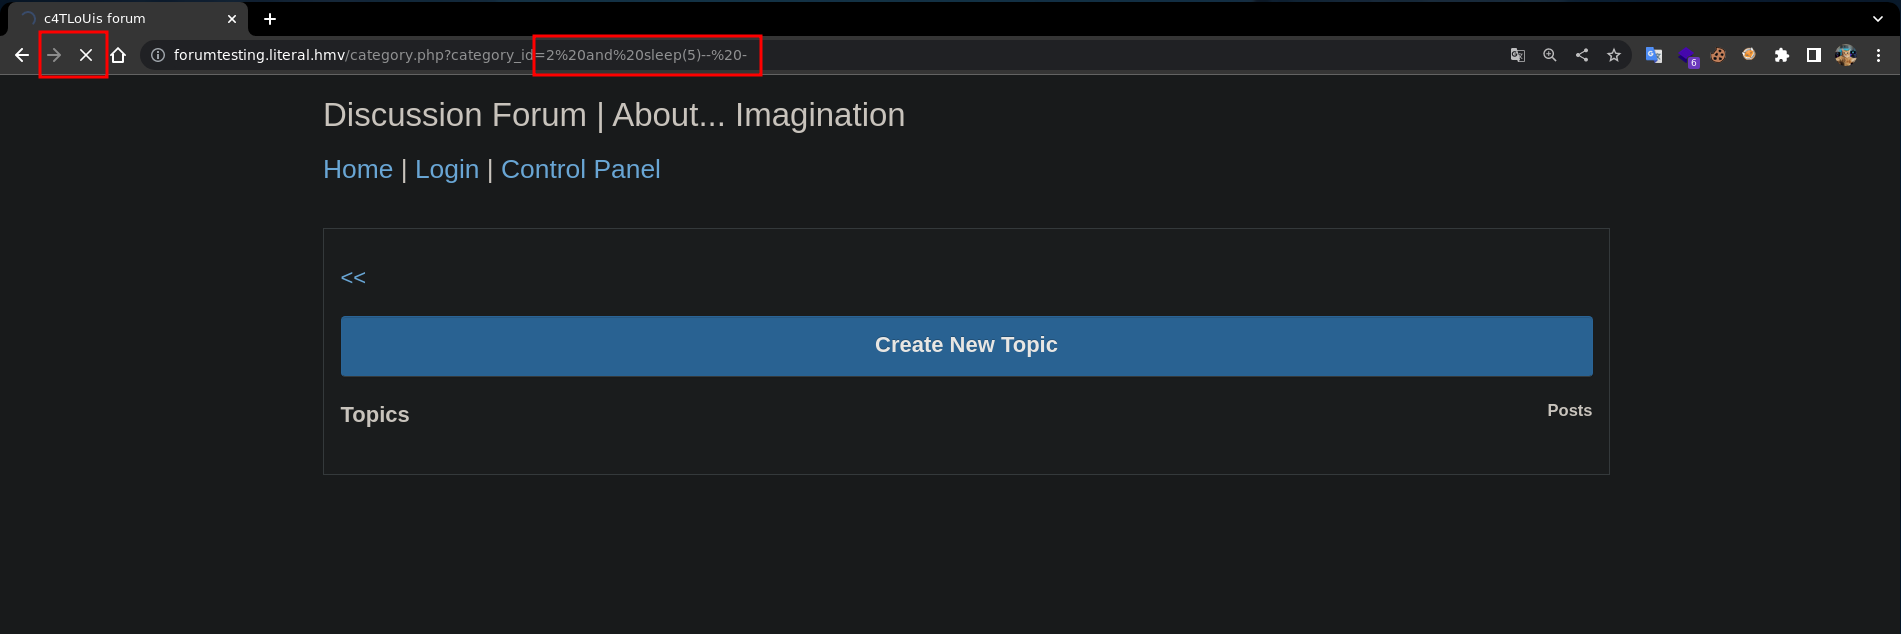 c4TLoUis forum
forumtesting.literal.hmv/category.php?category_id=2%20and%20sleep(5)--%20-
6
Discussion Forum | About... Imagination
Home | Login | Control Panel
<<
Create New Topic
Topics Posts